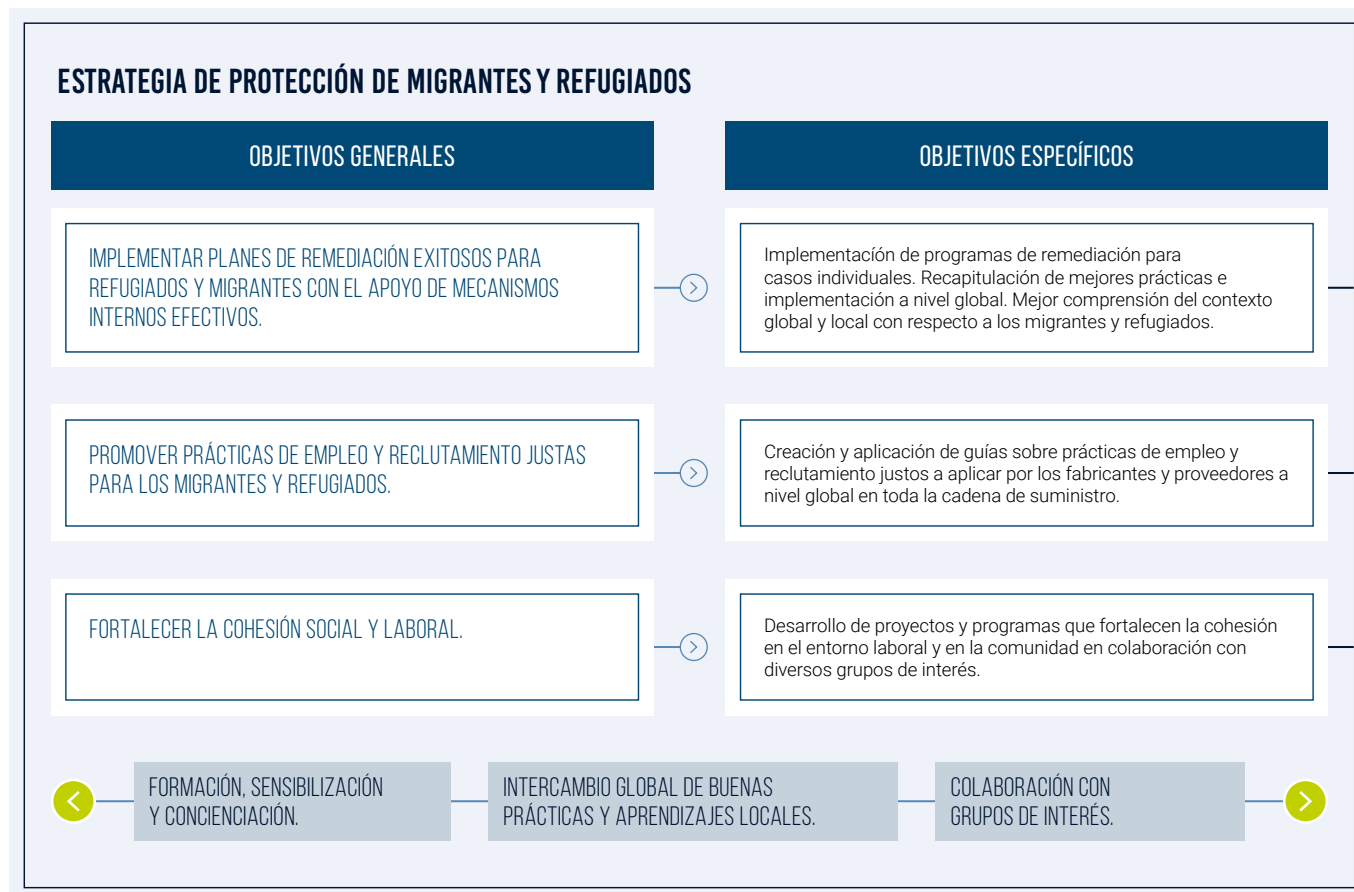 ESTRATEGIA DE PROTECCIÓN DE MIGRANTES Y REFUGIADOS
OBJETIVOS GENERALES
OBJETIVOS ESPECÍFICOS
IMPLEMENTAR PLANES DE REMEDIACIÓN EXITOSOS PARA
REFUGIADOS Y MIGRANTES CON EL APOYO DE MECANISMOS
INTERNOS EFECTIVOS.
Implementacíón de programas de remediación para
casos individuales. Recapitulación de mejores prácticas e
implementación a nivel global. Mejor comprensión del contexto
global y local con respecto a los migrantes y refugiados.
PROMOVER PRÁCTICAS DE EMPLEO Y RECLUTAMIENTO JUSTAS
PARA LOS MIGRANTES Y REFUGIADOS.
Creación y aplicación de guías sobre prácticas de empleo y
reclutamiento justos a aplicar por los fabricantes y proveedores a
nivel global en toda la cadena de suministro.
FORTALECER LA COHESIÓN SOCIAL Y LABORAL.
Desarrollo de proyectos y programas que fortalecen la cohesión
en el entorno laboral y en la comunidad en colaboración con
diversos grupos de interés.
FORMACIÓN, SENSIBILIZACIÓN
Y CONCIENCIACIÓN.
INTERCAMBIO GLOBAL DE BUENAS
PRÁCTICAS Y APRENDIZAJES LOCALES.
COLABORACIÓN CON
GRUPOS DE INTERÉS.